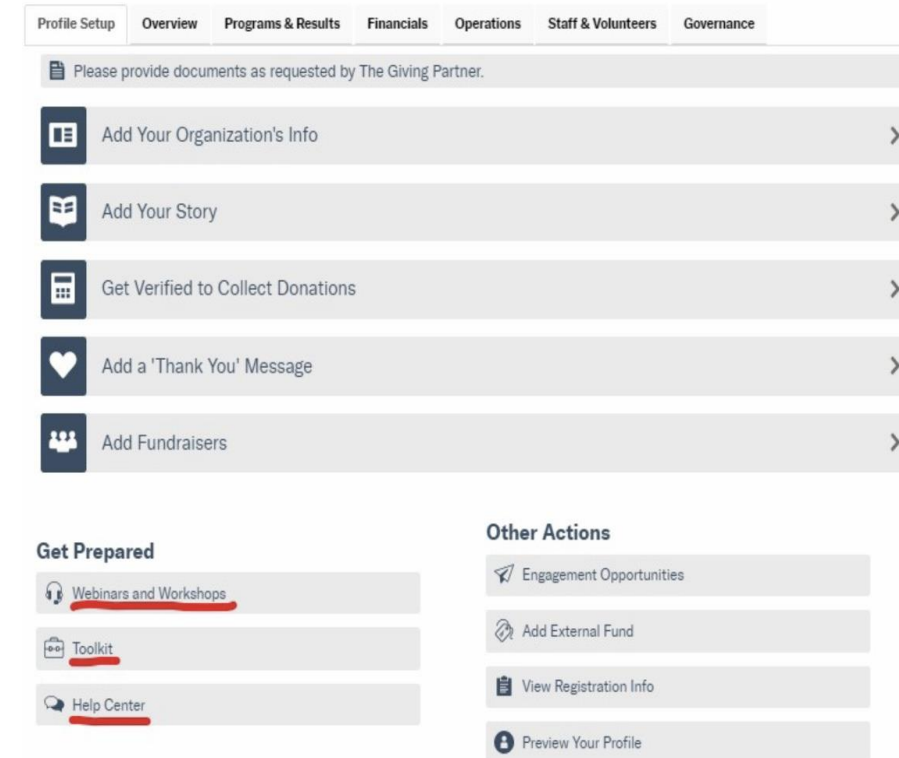 Profile Setup Overview Programs & Results Financials Operations Staff & Volunteers Governance
Please provide documents as requested by The Giving Partner.
Add Your Organization's Info
Add Your Story
Get Verified to Collect Donations
Add a 'Thank You' Message
Add Fundraisers
Get Prepared
Webinars and Workshops
Toolkit
Help Center
Other Actions
Engagement Opportunities
Add External Fund
View Registration Info
Preview Your Profile